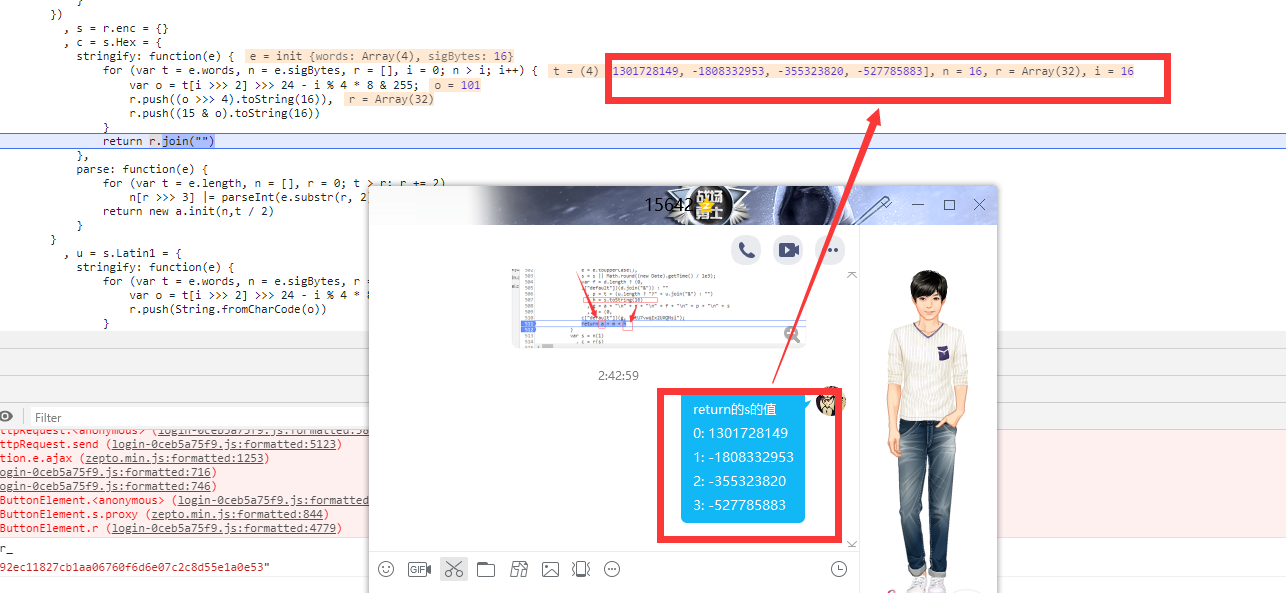 }
})
, s = r.enc = {}
, c = s.Hex = {
stringify: function(e) { e = init {words: Array(4), sigBytes: 16}
for (var t = e.words, n = e.sigBytes, r = [], i = 0; n > i; i++) { t = (4) [1301728149, -1808332953, -355323820, -527785883], n = 16, r = Array(32), i = 16
var o = t[i >>> 2] >>> 24 - i % 4 * 8 & 255; o = 101
r.push((o >>> 4).toString(16)), r = Array(32)
r.push((15 & o).toString(16))
}
return r.join("")
},
parse: function(e) {
for (var t = e.length, n = [], r = 0; t > r; r += 2)
n[r >>> 3] |= parseInt(e.substr(r, 2
return new a.init(n,t / 2)
}
}
, u = s.Latin1 = {
stringify: function(e) {
for (var t = e.words, n = e.sigBytes, r =
var o = t[i >>> 2] >>> 24 - i % 4 * 8
r.push(String.fromCharCode(o))
}
15642
2:42:59
return的s的值
0: 1301728149
1: -1808332953
2: -355323820
3: -527785883
GIF
Filter
ttpRequest.<anonymous> (login-0ceb5a75f9.js:formatted:58
ttpRequest.send (login-0ceb5a75f9.js:formatted:5123)
tion.e.ajax (zepto.min.js:formatted:1253)
ogin-0ceb5a75f9.js:formatted:716)
ogin-0ceb5a75f9.js:formatted:746)
ButtonElement.<anonymous> (login-0ceb5a75f9.js:formatted
ButtonElement.s.proxy (zepto.min.js:formatted:844)
ButtonElement.r (login-0ceb5a75f9.js:formatted:4779)
r_
92ec11827cb1aa06760f6d6e07c2c8d55e1a0e53"